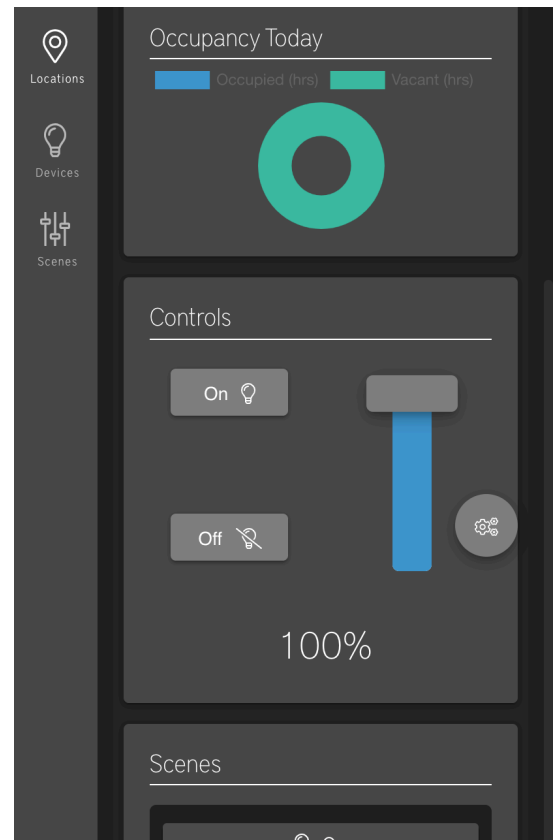 Locations
Devices
Scenes
Occupancy Today
Occupied (hrs) Vacant (hrs)
Controls
On
Off
100%
Scenes